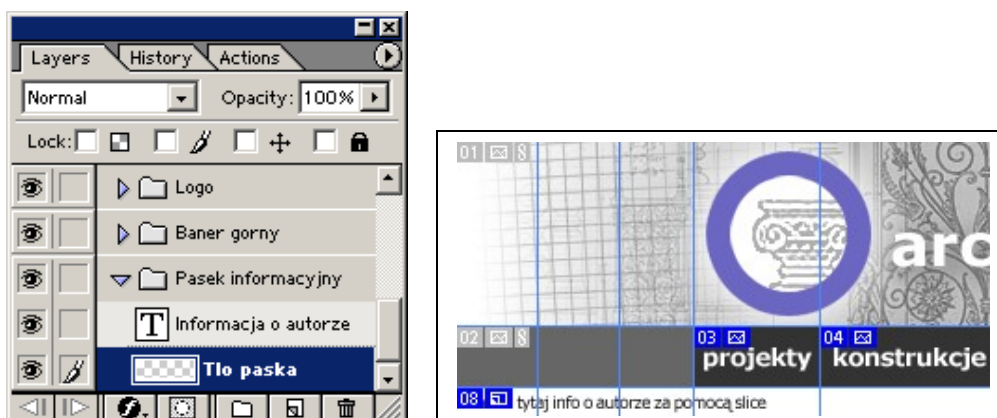 Layers History Actions
Normal Opacity: 100%
Lock:
Logo
Baner gorny
Pasek informacyjny
T Informacja o autorze
Tlo paska
01
arc
02 03 04
projekty konstrukcje
08 tytaj info o autorze za pomocą slice